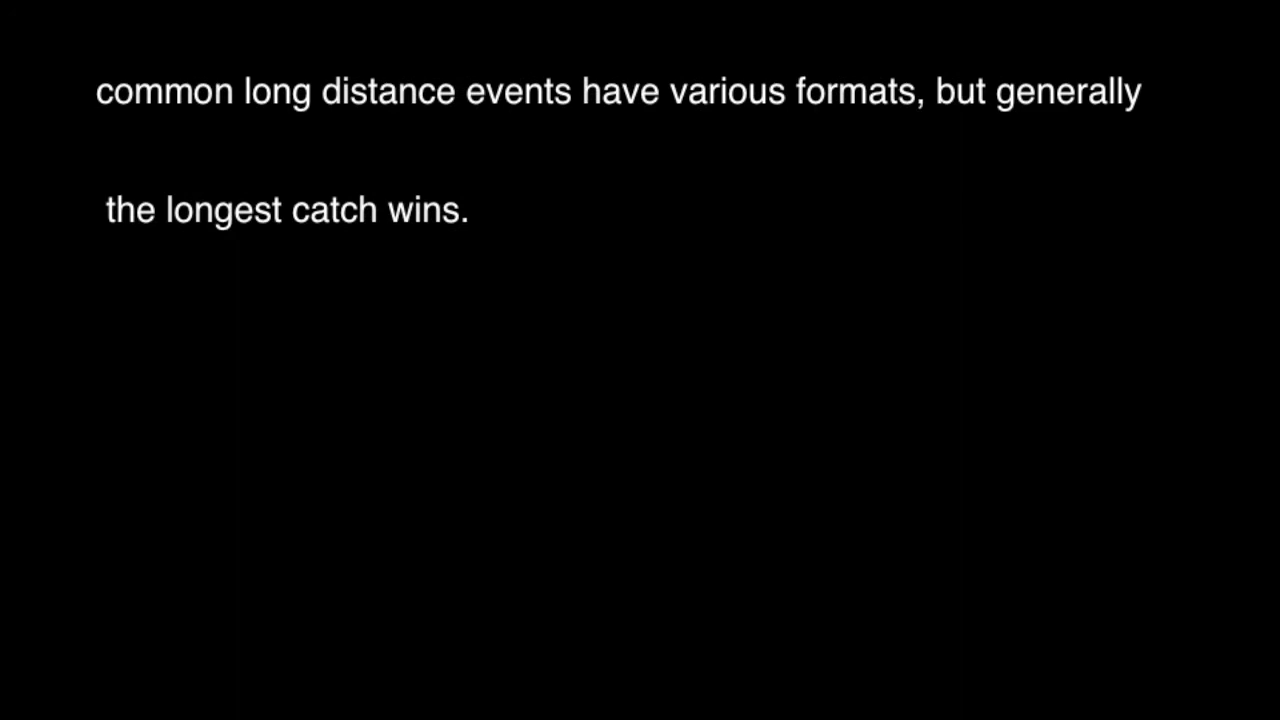 common long distance events have various formats, but generally
the longest catch wins.